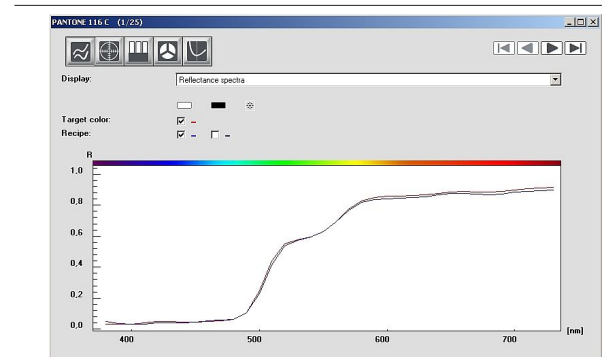 PANTONE 116 C (1/25)
Display: Reflectance spectra
Target color:
Recipe:
R
1,0
0,8
0,6
0,4
0,2
0,0
400 500 600 700 [nm]